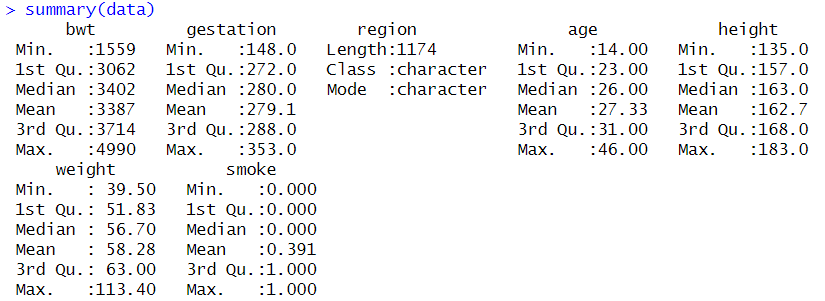 > summary(data)
bwt gestation region age height
Min. :1559 Min. :148.0 Length:1174 Min. :14.00 Min. :135.0
1st Qu.:3062 1st Qu.:272.0 Class :character 1st Qu.:23.00 1st Qu.:157.0
Median :3402 Median :280.0 Mode :character Median :26.00 Median :163.0
Mean :3387 Mean :279.1 Mean :27.33 Mean :162.7
3rd Qu.:3714 3rd Qu.:288.0 3rd Qu.:31.00 3rd Qu.:168.0
Max. :4990 Max. :353.0 Max. :46.00 Max. :183.0
weight smoke
Min. : 39.50 Min. :0.000
1st Qu.: 51.83 1st Qu.:0.000
Median : 56.70 Median :0.000
Mean : 58.28 Mean :0.391
3rd Qu.: 63.00 3rd Qu.:1.000
Max. :113.40 Max. :1.000